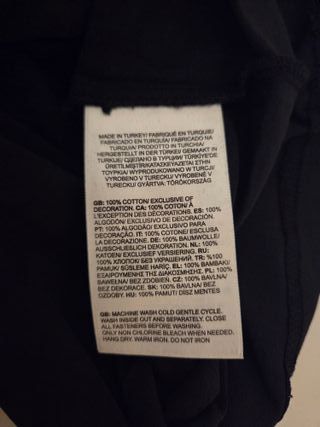 MADE IN TURKEY/ FABRIQUÉ EN TURQUIE/
FABRICADO EN TURQUÍA/ FABRICADO NA
TURQUIA/ PRODOTTO IN TURCHIA/
HERGESTELLT IN DER TÜRKEI/ GEMAAKT IN
TURKIJE/ СДЕЛАНО В ТУРЦИИ/ TÜRKİYE'DE
ÜRETİLMİŞTİR/
ΤΟΥΡΚΙΑ/ WYPRODUKOWANO W TURCJI/
VYROBENO V TURECKU/ VYROBENÉ V
TURECKU/ GYÁRTVA: TÖRÖKORSZÁG
GB: 100% COTTON/ EXCLUSIVE OF
DECORATION. CA: 100% COTON/ À
L'EXCEPTION DES DÉCORATIONS. ES: 100%
ALGODÓN/ EXCLUSIVO DE DECORACIÓN.
PT: 100% ALGODÃO/ EXCLUSIVO PARA
DECORAÇÃO. IT: 100% COTONE/ ESCLUSA
LA DECORAZIONE. DE: 100% BAUMWOLLE/
AUSSCHLIEßLICH DEKORATION. NL: 100%
KATOEN/ EXCLUSIEF VERSIERING. RU:
100% ХЛОПОК/ БЕЗ УКРАШЕНИЙ. TR: %100
PAMUK/ SÜSLEME HARİÇ. EL: 100% ΒΑΜΒΑΚΙ/
ΕΞΑΙΡΟΥΜΕΝΗΣ ΤΗΣ ΔΙΑΚΟΣΜΗΣΗΣ. PL: 100%
BAWEŁNA/ BEZ ZDOBIEŃ. CZ: 100% BAVLNA/
BEZ DEKORACE. SK: 100% BAVLNA/ BEZ
OZDOBY. HU: 100% PAMUT/ DÍSZ MENTES
GB: MACHINE WASH COLD GENTLE CYCLE.
WASH INSIDE OUT AND SEPARATELY. CLOSE
ALL FASTENERS BEFORE WASHING.
ONLY NON CHLORINE BLEACH WHEN NEEDED.
HANG DRY. WARM IRON. DO NOT IRON